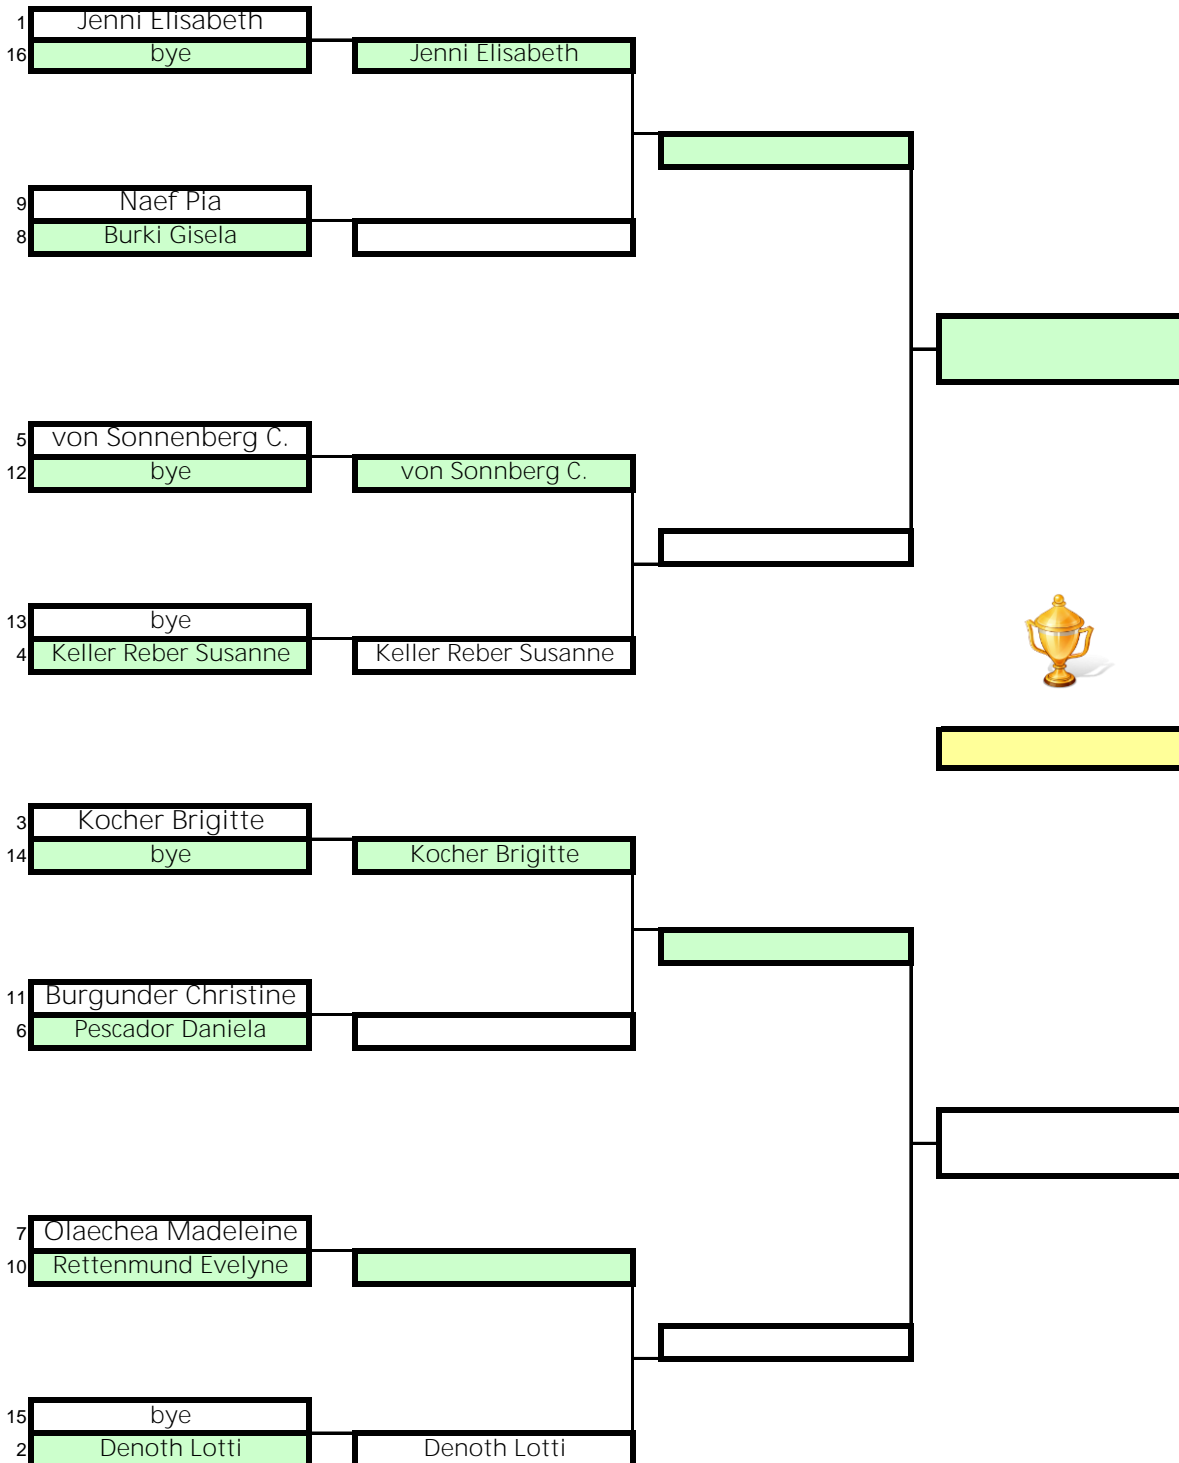 1 Jenni Elisabeth
16 bye Jenni Elisabeth
9 Naef Pia
8 Burki Gisela
5 von Sonnenberg C.
12 bye von Sonnberg C.
13 bye
4 Keller Reber Susanne Keller Reber Susanne
3 Kocher Brigitte
14 bye Kocher Brigitte
11 Burgunder Christine
6 Pescador Daniela
7 Olaechea Madeleine
10 Rettenmund Evelyne
15 bye
2 Denoth Lotti Denoth Lotti